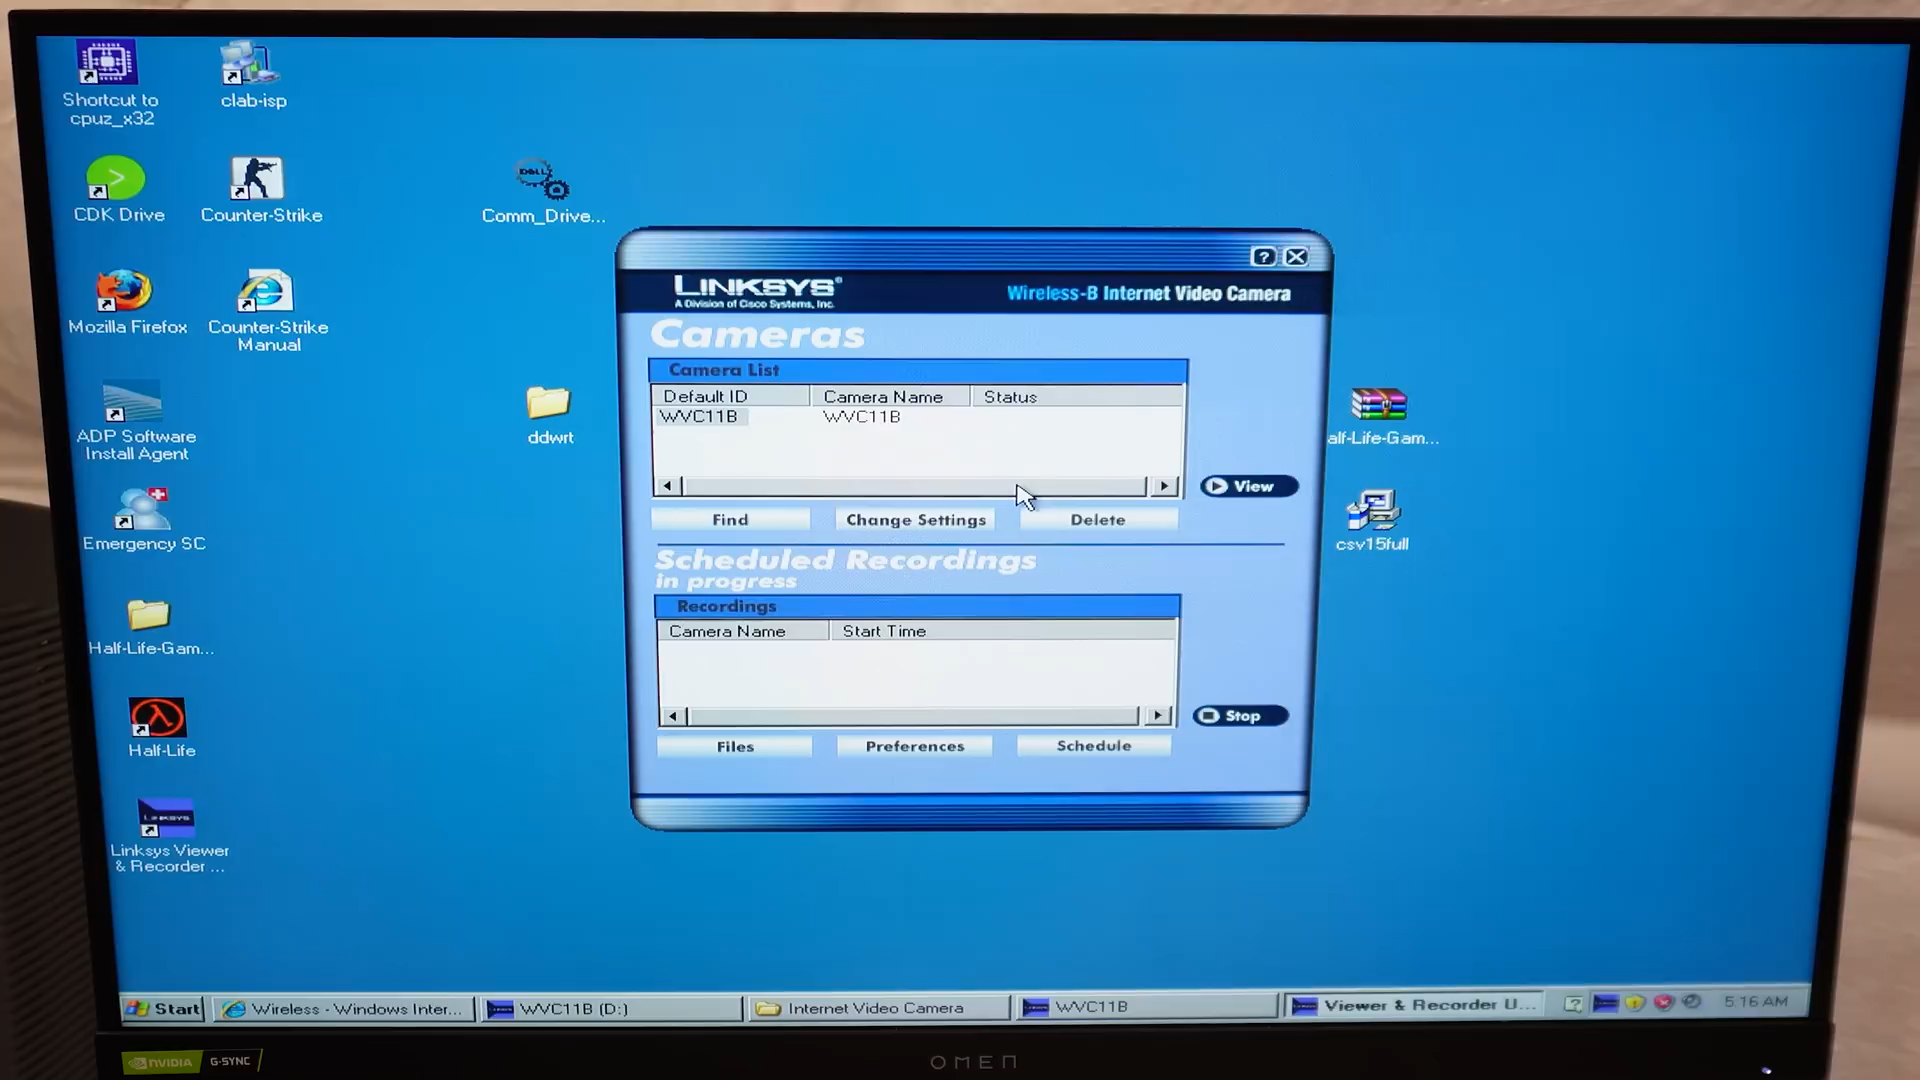 Shortcut to
cpuz_x32
clab-isp
CDK Drive
Counter-Strike
DELL
Comm_Drive...
Mozilla Firefox
Counter-Strike
Manual
ADP Software
Install Agent
ddwrt
Emergency SC
Half-Life-Gam...
Half-Life
LINKSYS
Linksys Viewer
& Recorder ...
alf-Life-Gam...
csv15full
LINKSYS®
A Division of Cisco Systems, Inc.
Wireless-B Internet Video Camera
Cameras
Camera List
Default ID Camera Name Status
WVC11B WVC11B
View
Find Change Settings Delete
Scheduled Recordings
in progress
Recordings
Camera Name Start Time
Stop
Files Preferences Schedule
Start Wireless - Windows Inter... WVC11B (D:) Internet Video Camera WVC11B Viewer & Recorder U... 5:16 AM
NVIDIA G-SYNC
OMEN